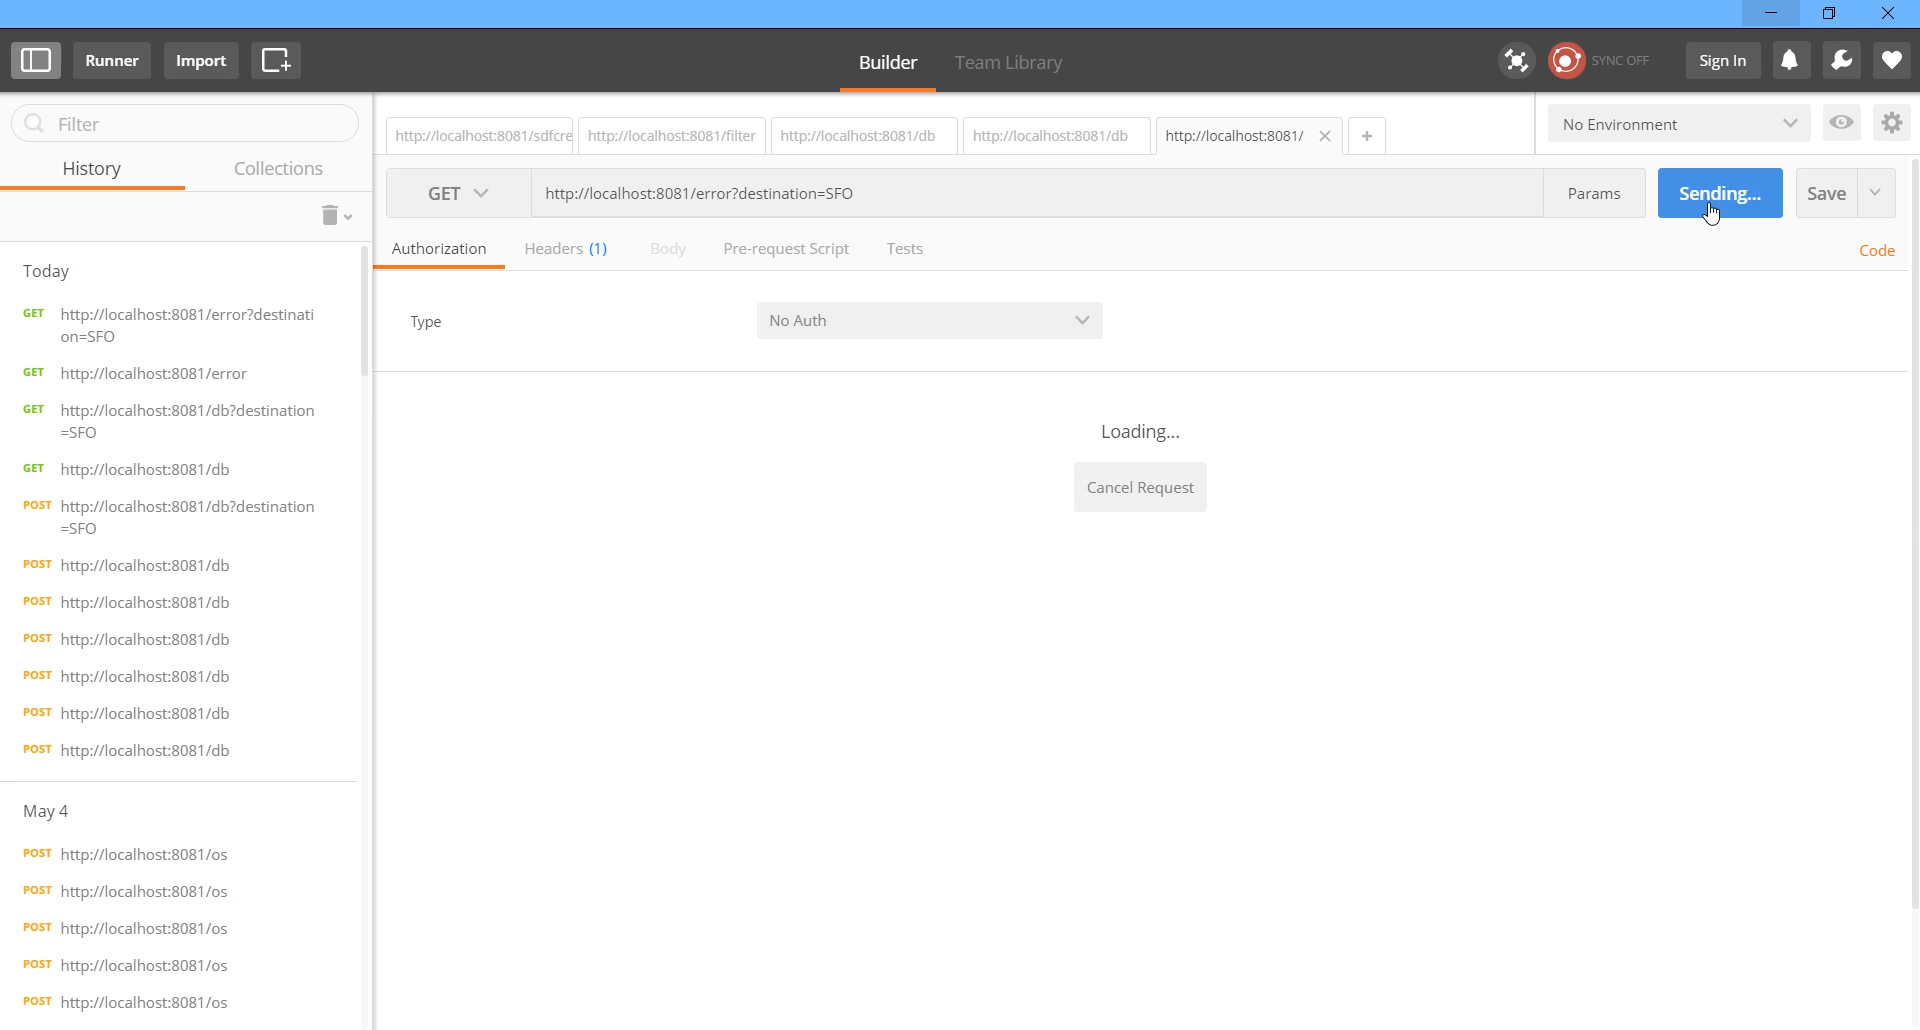 Runner
Import
Builder
Team Library
SYNC OFF
Sign In
Filter
History
Collections
Today
GET http://localhost:8081/error?destinati
on=SFO
GET http://localhost:8081/error
GET http://localhost:8081/db?destination
=SFO
GET http://localhost:8081/db
POST http://localhost:8081/db?destination
=SFO
POST http://localhost:8081/db
POST http://localhost:8081/db
POST http://localhost:8081/db
POST http://localhost:8081/db
POST http://localhost:8081/db
POST http://localhost:8081/db
May 4
POST http://localhost:8081/os
POST http://localhost:8081/os
POST http://localhost:8081/os
POST http://localhost:8081/os
POST http://localhost:8081/os
http://localhost:8081/sdfcre
http://localhost:8081/filter
http://localhost:8081/db
http://localhost:8081/db
http://localhost:8081/
No Environment
GET
http://localhost:8081/error?destination=SFO
Params
Sending...
Save
Authorization
Headers (1)
Body
Pre-request Script
Tests
Code
Type
No Auth
Loading...
Cancel Request